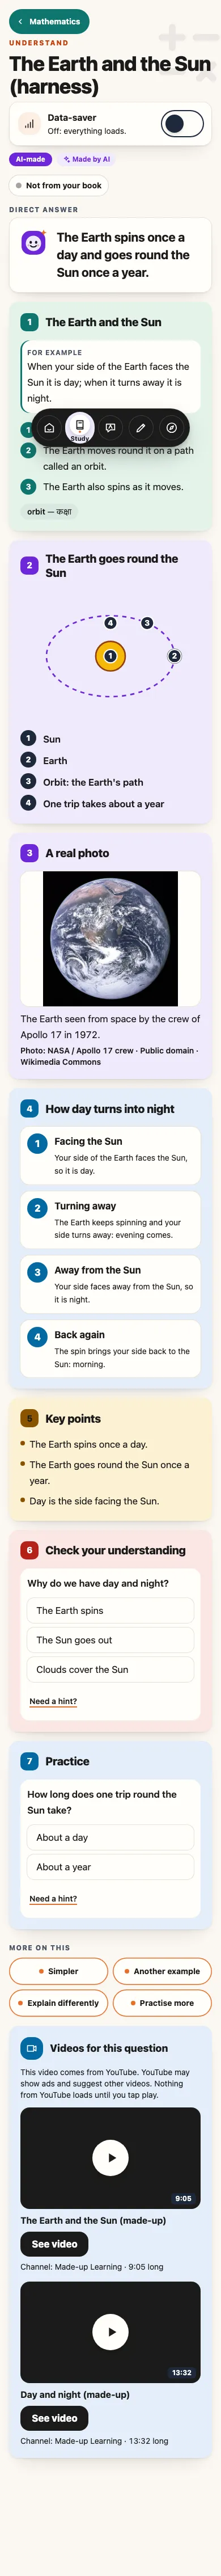 Mathematics
UNDERSTAND
The Earth and the Sun
(harness)
Data-saver
Off: everything loads.
AI-made
Made by AI
Not from your book
DIRECT ANSWER
The Earth spins once a
day and goes round the
Sun once a year.
1
The Earth and the Sun
FOR EXAMPLE
When your side of the Earth faces the
Sun it is day; when it turns away it is
night.
Study
1
2
The Earth moves round it on a path
called an orbit.
3
The Earth also spins as it moves.
orbit — कक्षा
2
The Earth goes round the
Sun
4
3
1
2
1 Sun
2 Earth
3 Orbit: the Earth's path
4 One trip takes about a year
3
A real photo
The Earth seen from space by the crew of
Apollo 17 in 1972.
Photo: NASA / Apollo 17 crew · Public domain ·
Wikimedia Commons
4
How day turns into night
1
Facing the Sun
Your side of the Earth faces the Sun,
so it is day.
2
Turning away
The Earth keeps spinning and your
side turns away: evening comes.
3
Away from the Sun
Your side faces away from the Sun, so
it is night.
4
Back again
The spin brings your side back to the
Sun: morning.
5
Key points
The Earth spins once a day.
The Earth goes round the Sun once a
year.
Day is the side facing the Sun.
6
Check your understanding
Why do we have day and night?
The Earth spins
The Sun goes out
Clouds cover the Sun
Need a hint?
7
Practice
How long does one trip round the
Sun take?
About a day
About a year
Need a hint?
MORE ON THIS
Simpler
Another example
Explain differently
Practise more
Videos for this question
This video comes from YouTube. YouTube may
show ads and suggest other videos. Nothing
from YouTube loads until you tap play.
9:05
The Earth and the Sun (made-up)
See video
Channel: Made-up Learning · 9:05 long
13:32
Day and night (made-up)
See video
Channel: Made-up Learning · 13:32 long